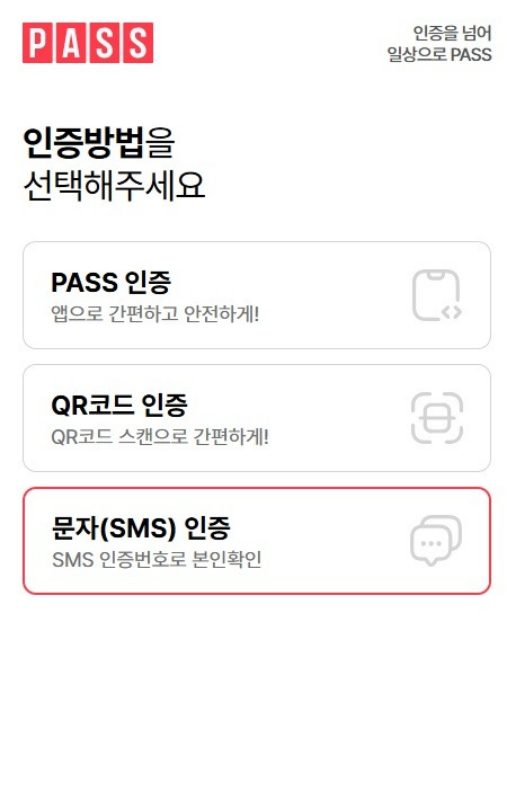 PASS
인증을 넘어
일상으로 PASS
인증방법을
선택해주세요
PASS 인증
앱으로 간편하고 안전하게!
QR코드 인증
QR코드 스캔으로 간편하게!
문자(SMS) 인증
SMS 인증번호로 본인확인